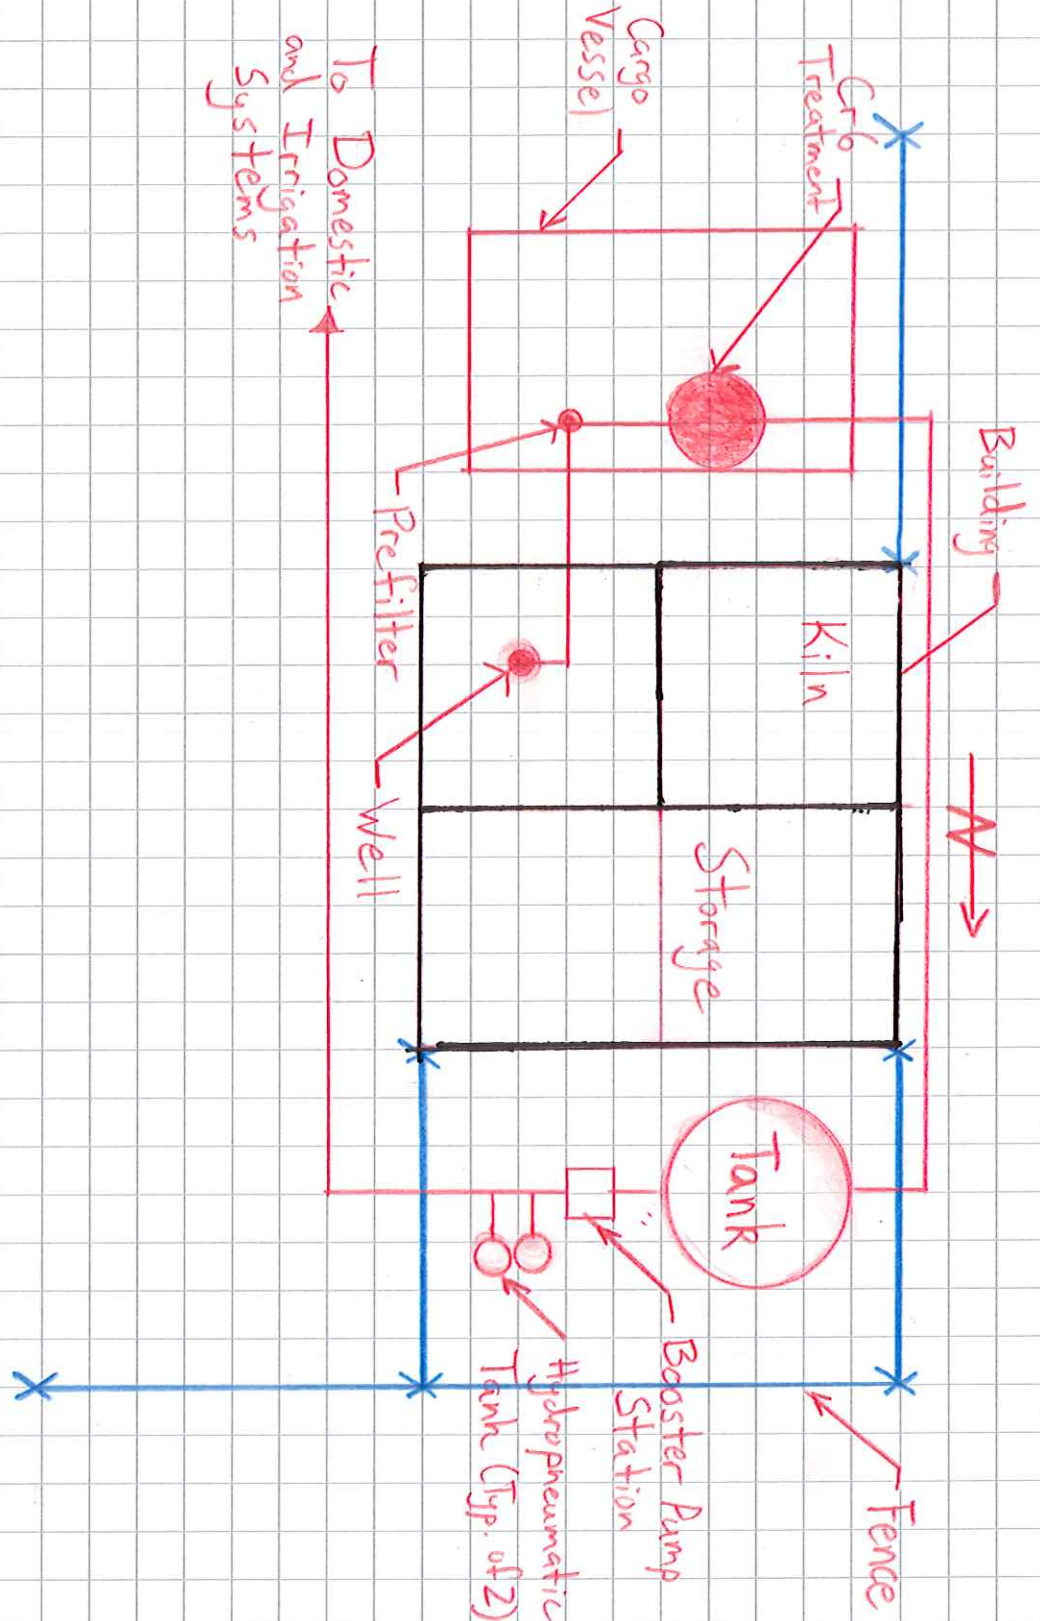 Cargo
Vessel
Cr6
Treatment
Building
N
To Domestic
and Irrigation
Systems
Prefilter
Well
Kiln
Storage
Tank
Booster Pump
Station
Hydropneumatic
Tank (Typ. of 2)
Fence